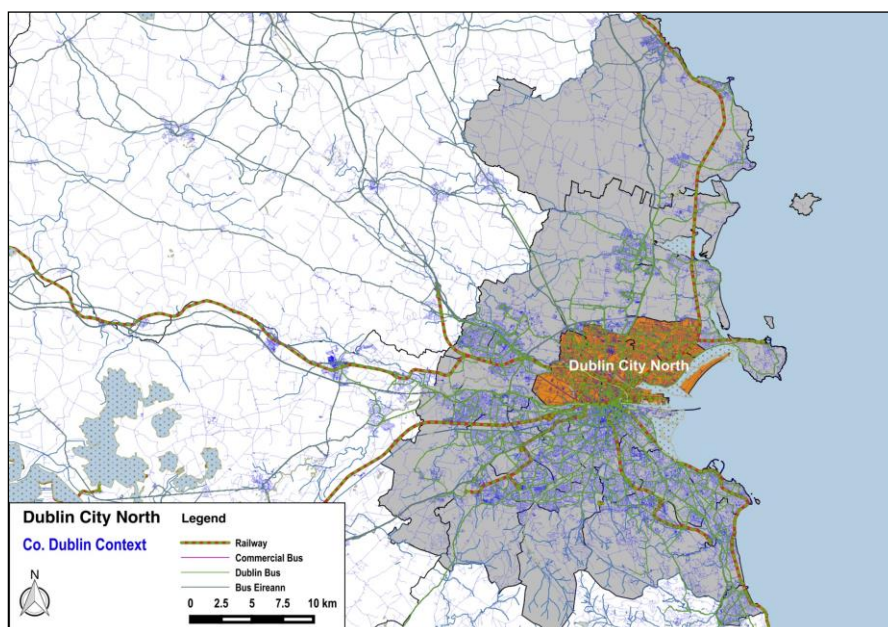 Dublin City North
Dublin City North
Co. Dublin Context
Legend
Railway
Commercial Bus
Dublin Bus
Bus Eireann
N
0 2.5 5 7.5 10 km